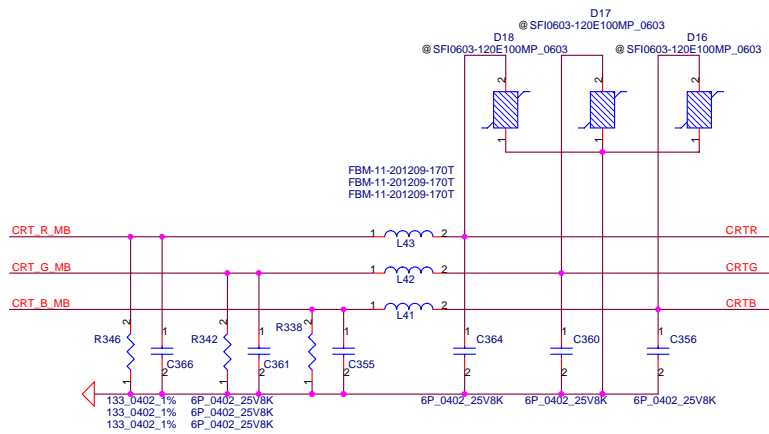 D17
@SFI0603-120E100MP_0603
D18
D16
@SFI0603-120E100MP_0603
@SFI0603-120E100MP_0603
2
2
2
1
1
1
FBM-11-201209-170T
FBM-11-201209-170T
FBM-11-201209-170T
CRT_R_MB
1
2
CRTR
L43
CRT_G_MB
1
2
CRTG
L42
CRT_B_MB
1
2
CRTB
L41
R346
2
1
1
2
C366
R342
2
1
1
2
C361
R338
2
1
1
2
C355
1
C364
2
1
C360
2
1
C356
2
133_0402_1%
6P_0402_25V8K
6P_0402_25V8K
6P_0402_25V8K
6P_0402_25V8K
133_0402_1%
6P_0402_25V8K
133_0402_1%
6P_0402_25V8K